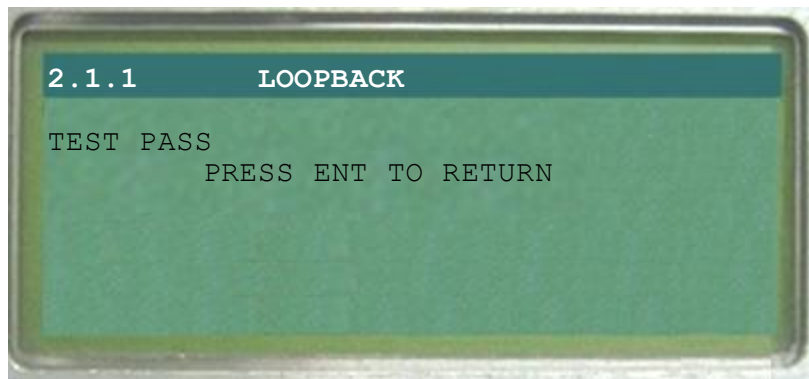 2.1.1 LOOPBACK
TEST PASS
PRESS ENT TO RETURN